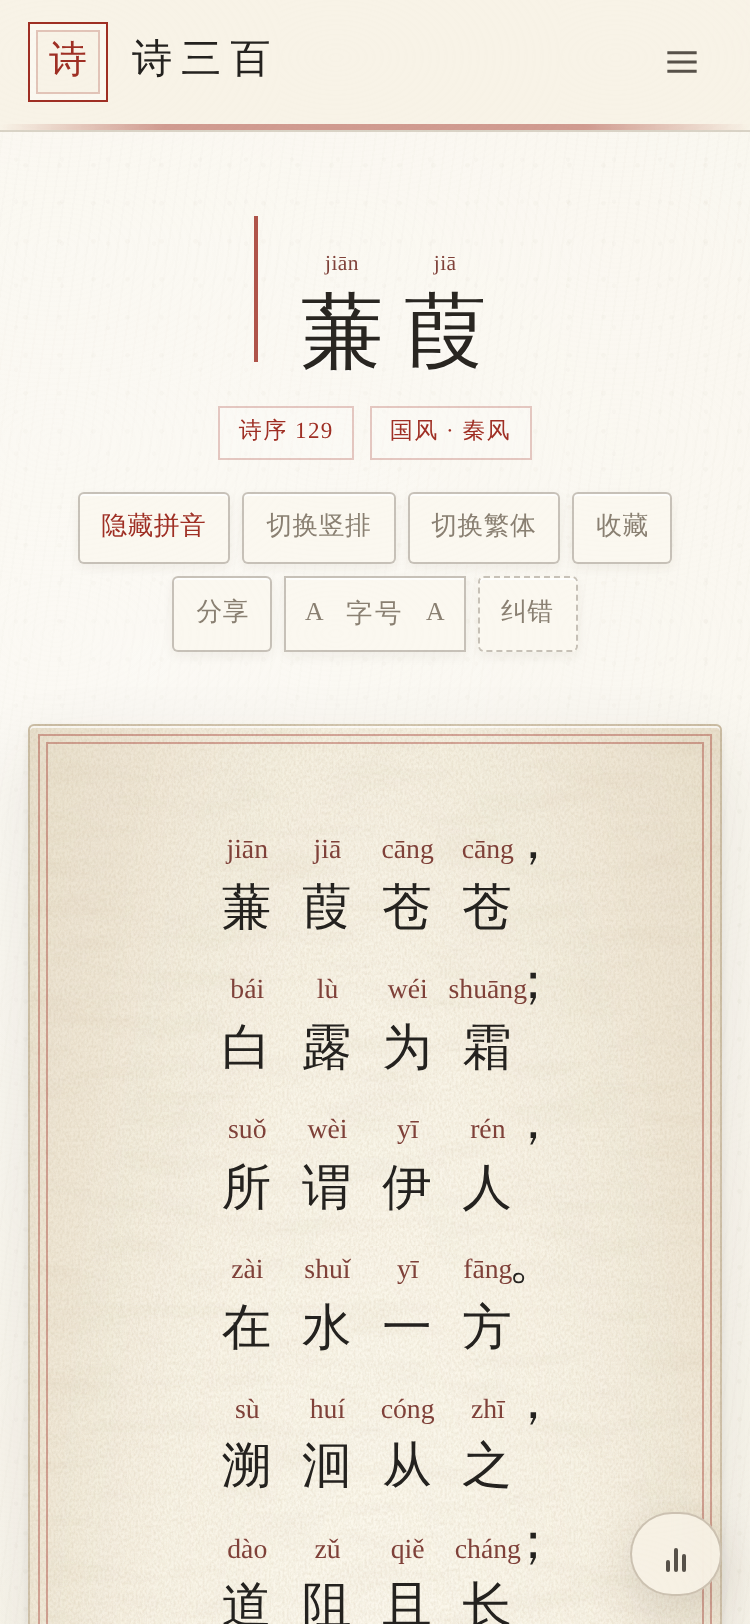 诗 诗三百
jiān jiā
蒹葭
诗序 129 国风 · 秦风
隐藏拼音 切换竖排 切换繁体 收藏
分享 A 字号 A 纠错
jiān jiā cāng cāng
蒹葭苍苍，
bái lù wéi shuāng
白露为霜；
suǒ wèi yī rén
所谓伊人，
zài shuǐ yī fāng
在水一方。
sù huí cóng zhī
溯洄从之，
dào zǔ qiě cháng
道阻且长；